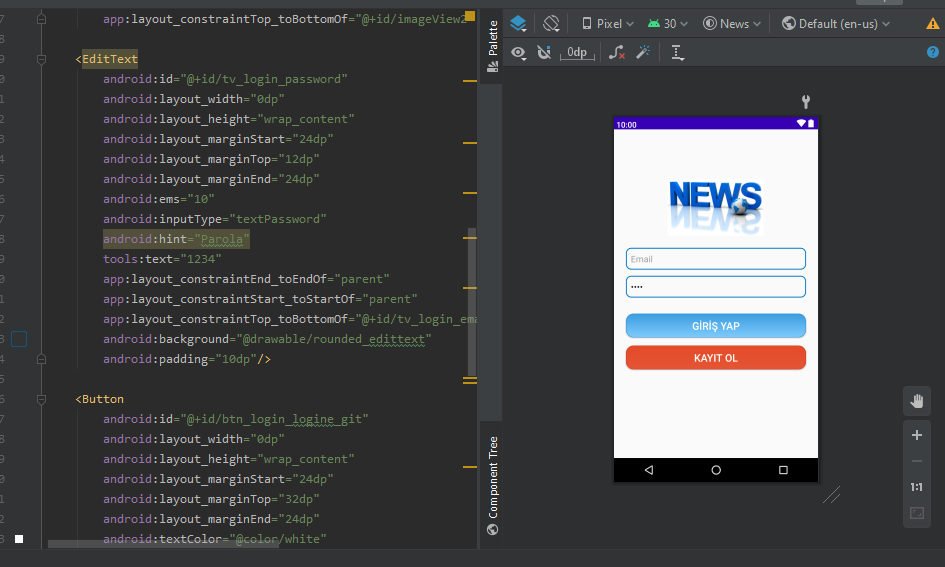 app:layout_constraintTop_toBottomOf="@+id/imageView2
<EditText
android:id="@+id/tv_login_password"
android:layout_width="0dp"
android:layout_height="wrap_content"
android:layout_marginStart="24dp"
android:layout_marginTop="12dp"
android:layout_marginEnd="24dp"
android:ems="10"
android:inputType="textPassword"
android:hint="Parola"
tools:text="1234"
app:layout_constraintEnd_toEndOf="parent"
app:layout_constraintStart_toStartOf="parent"
app:layout_constraintTop_toBottomOf="@+id/tv_login_ema
android:background="@drawable/rounded_edittext"
android:padding="10dp"/>
<Button
android:id="@+id/btn_login_logine_git"
android:layout_width="0dp"
android:layout_height="wrap_content"
android:layout_marginStart="24dp"
android:layout_marginTop="32dp"
android:layout_marginEnd="24dp"
android:textColor="@color/white"
Palette
Component Tree
Pixel 30 News Default (en-us)
0dp
10:00
NEWS
Email
••••
GİRİŞ YAP
KAYIT OL
1:1